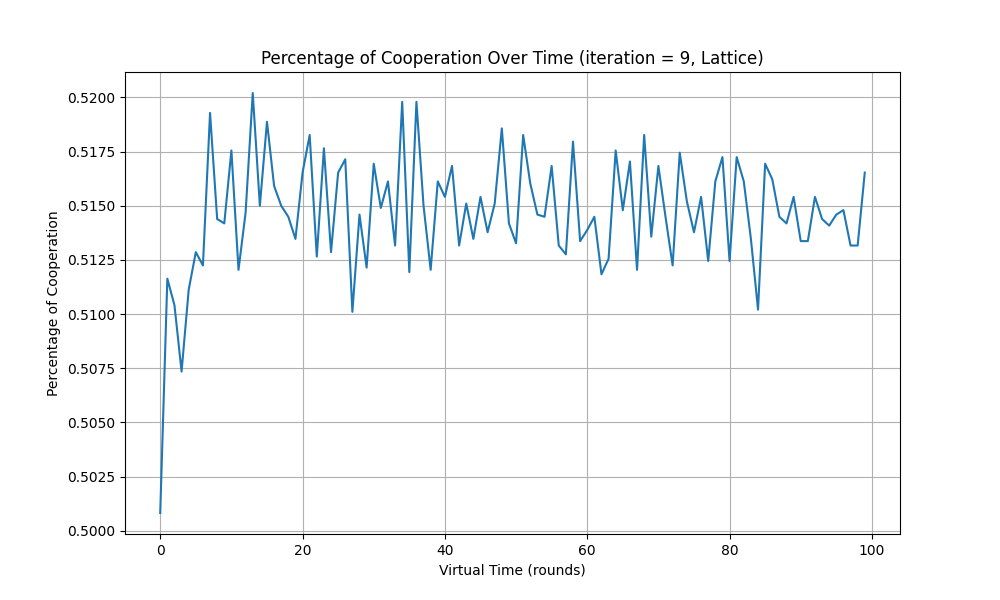 Percentage of Cooperation Over Time (iteration = 9, Lattice)
0.5200
0.5175
0.5150
0.5125
0.5100
0.5075
0.5050
0.5025
0.5000
Percentage of Cooperation
0 20 40 60 80 100
Virtual Time (rounds)